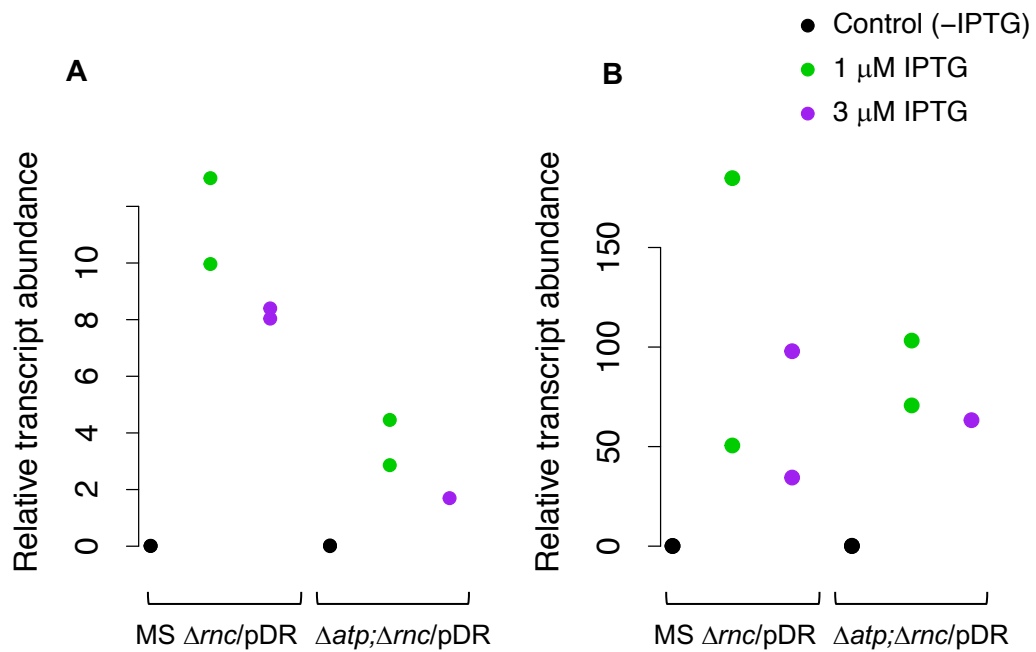 Control (−IPTG)
1 μM IPTG
3 μM IPTG
A
Relative transcript abundance
0
2
4
6
8
10
MS Δrnc/pDR
Δatp;Δrnc/pDR
B
Relative transcript abundance
0
50
100
150
MS Δrnc/pDR
Δatp;Δrnc/pDR